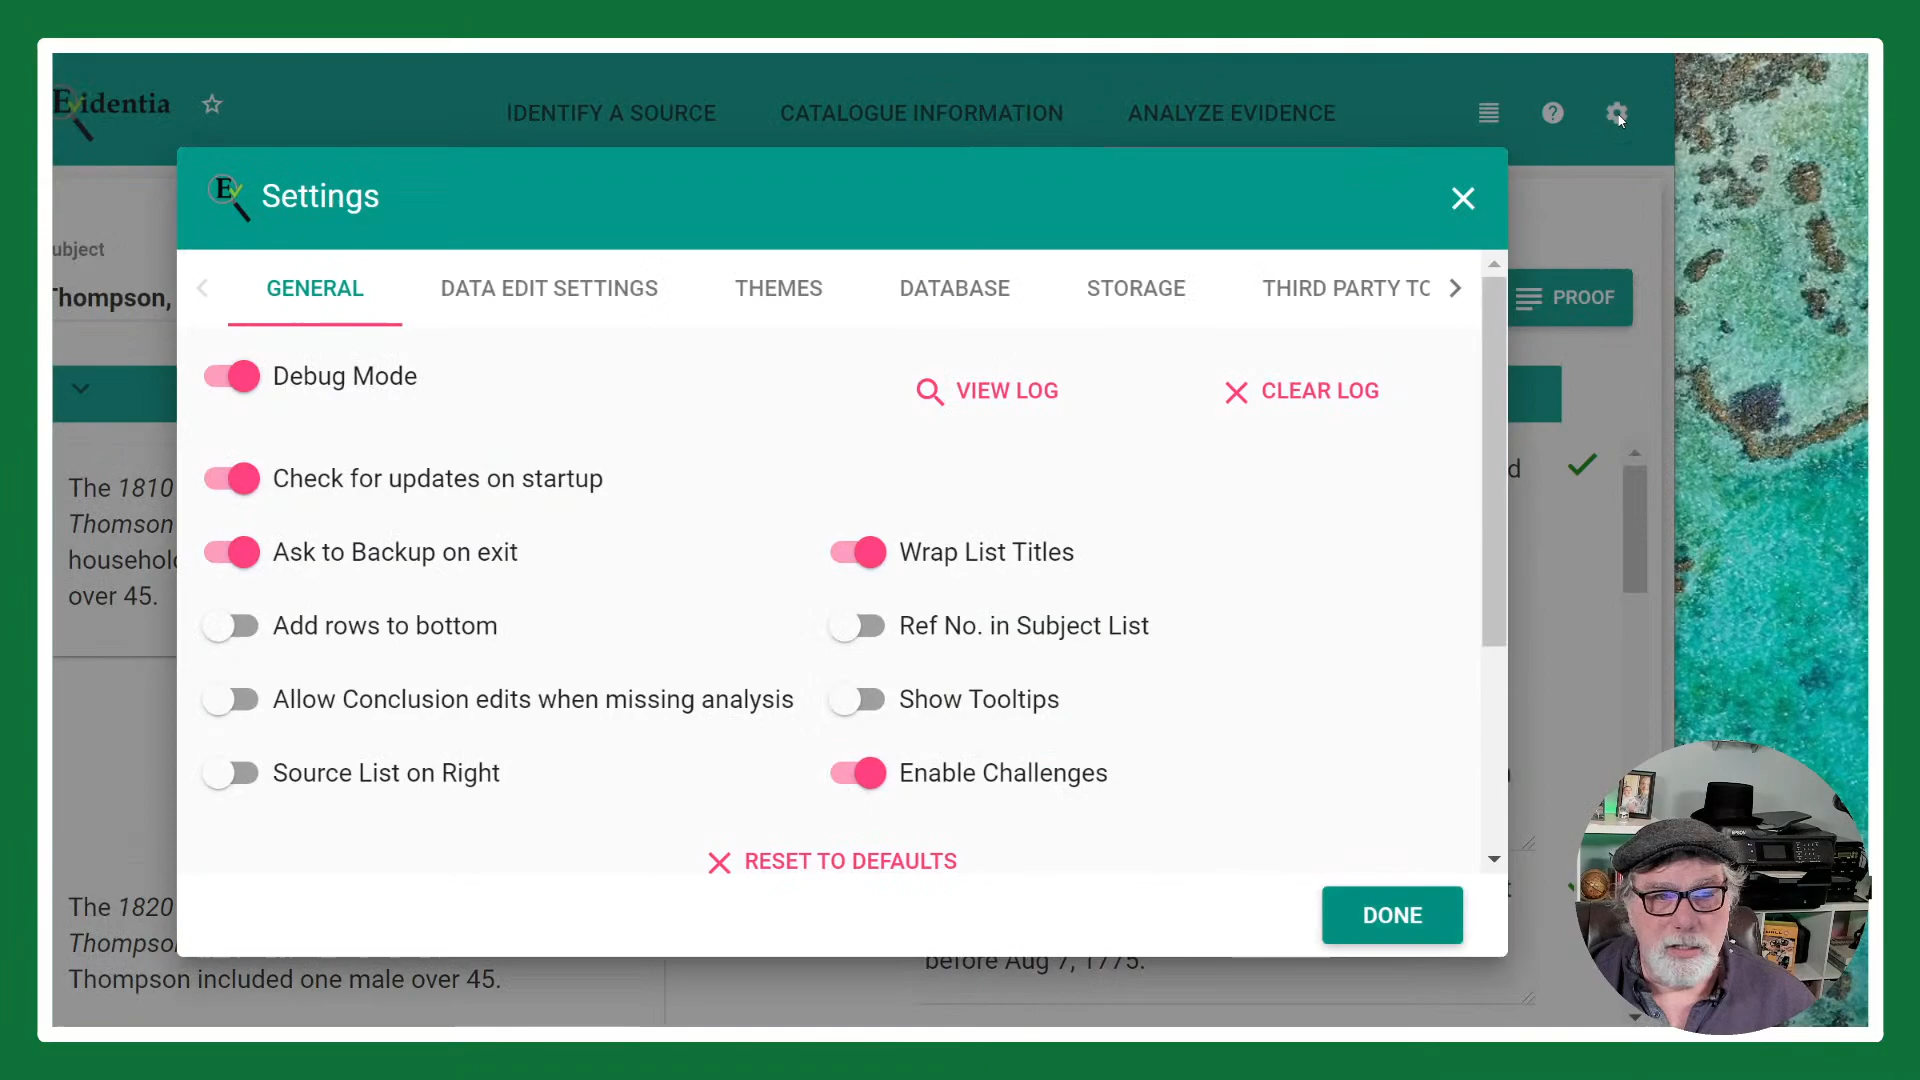 Evidentia
IDENTIFY A SOURCE
CATALOGUE INFORMATION
ANALYZE EVIDENCE
Settings
ubject
Thompson,
GENERAL
DATA EDIT SETTINGS
THEMES
DATABASE
STORAGE
THIRD PARTY TO
PROOF
Debug Mode
VIEW LOG
CLEAR LOG
Check for updates on startup
Ask to Backup on exit
Wrap List Titles
Add rows to bottom
Ref No. in Subject List
Allow Conclusion edits when missing analysis
Show Tooltips
Source List on Right
Enable Challenges
RESET TO DEFAULTS
DONE
The 1810
Thomson
househol
over 45.
d
The 1820
Thompso
Thompson included one male over 45.
before Aug 7, 1775.
EPSON